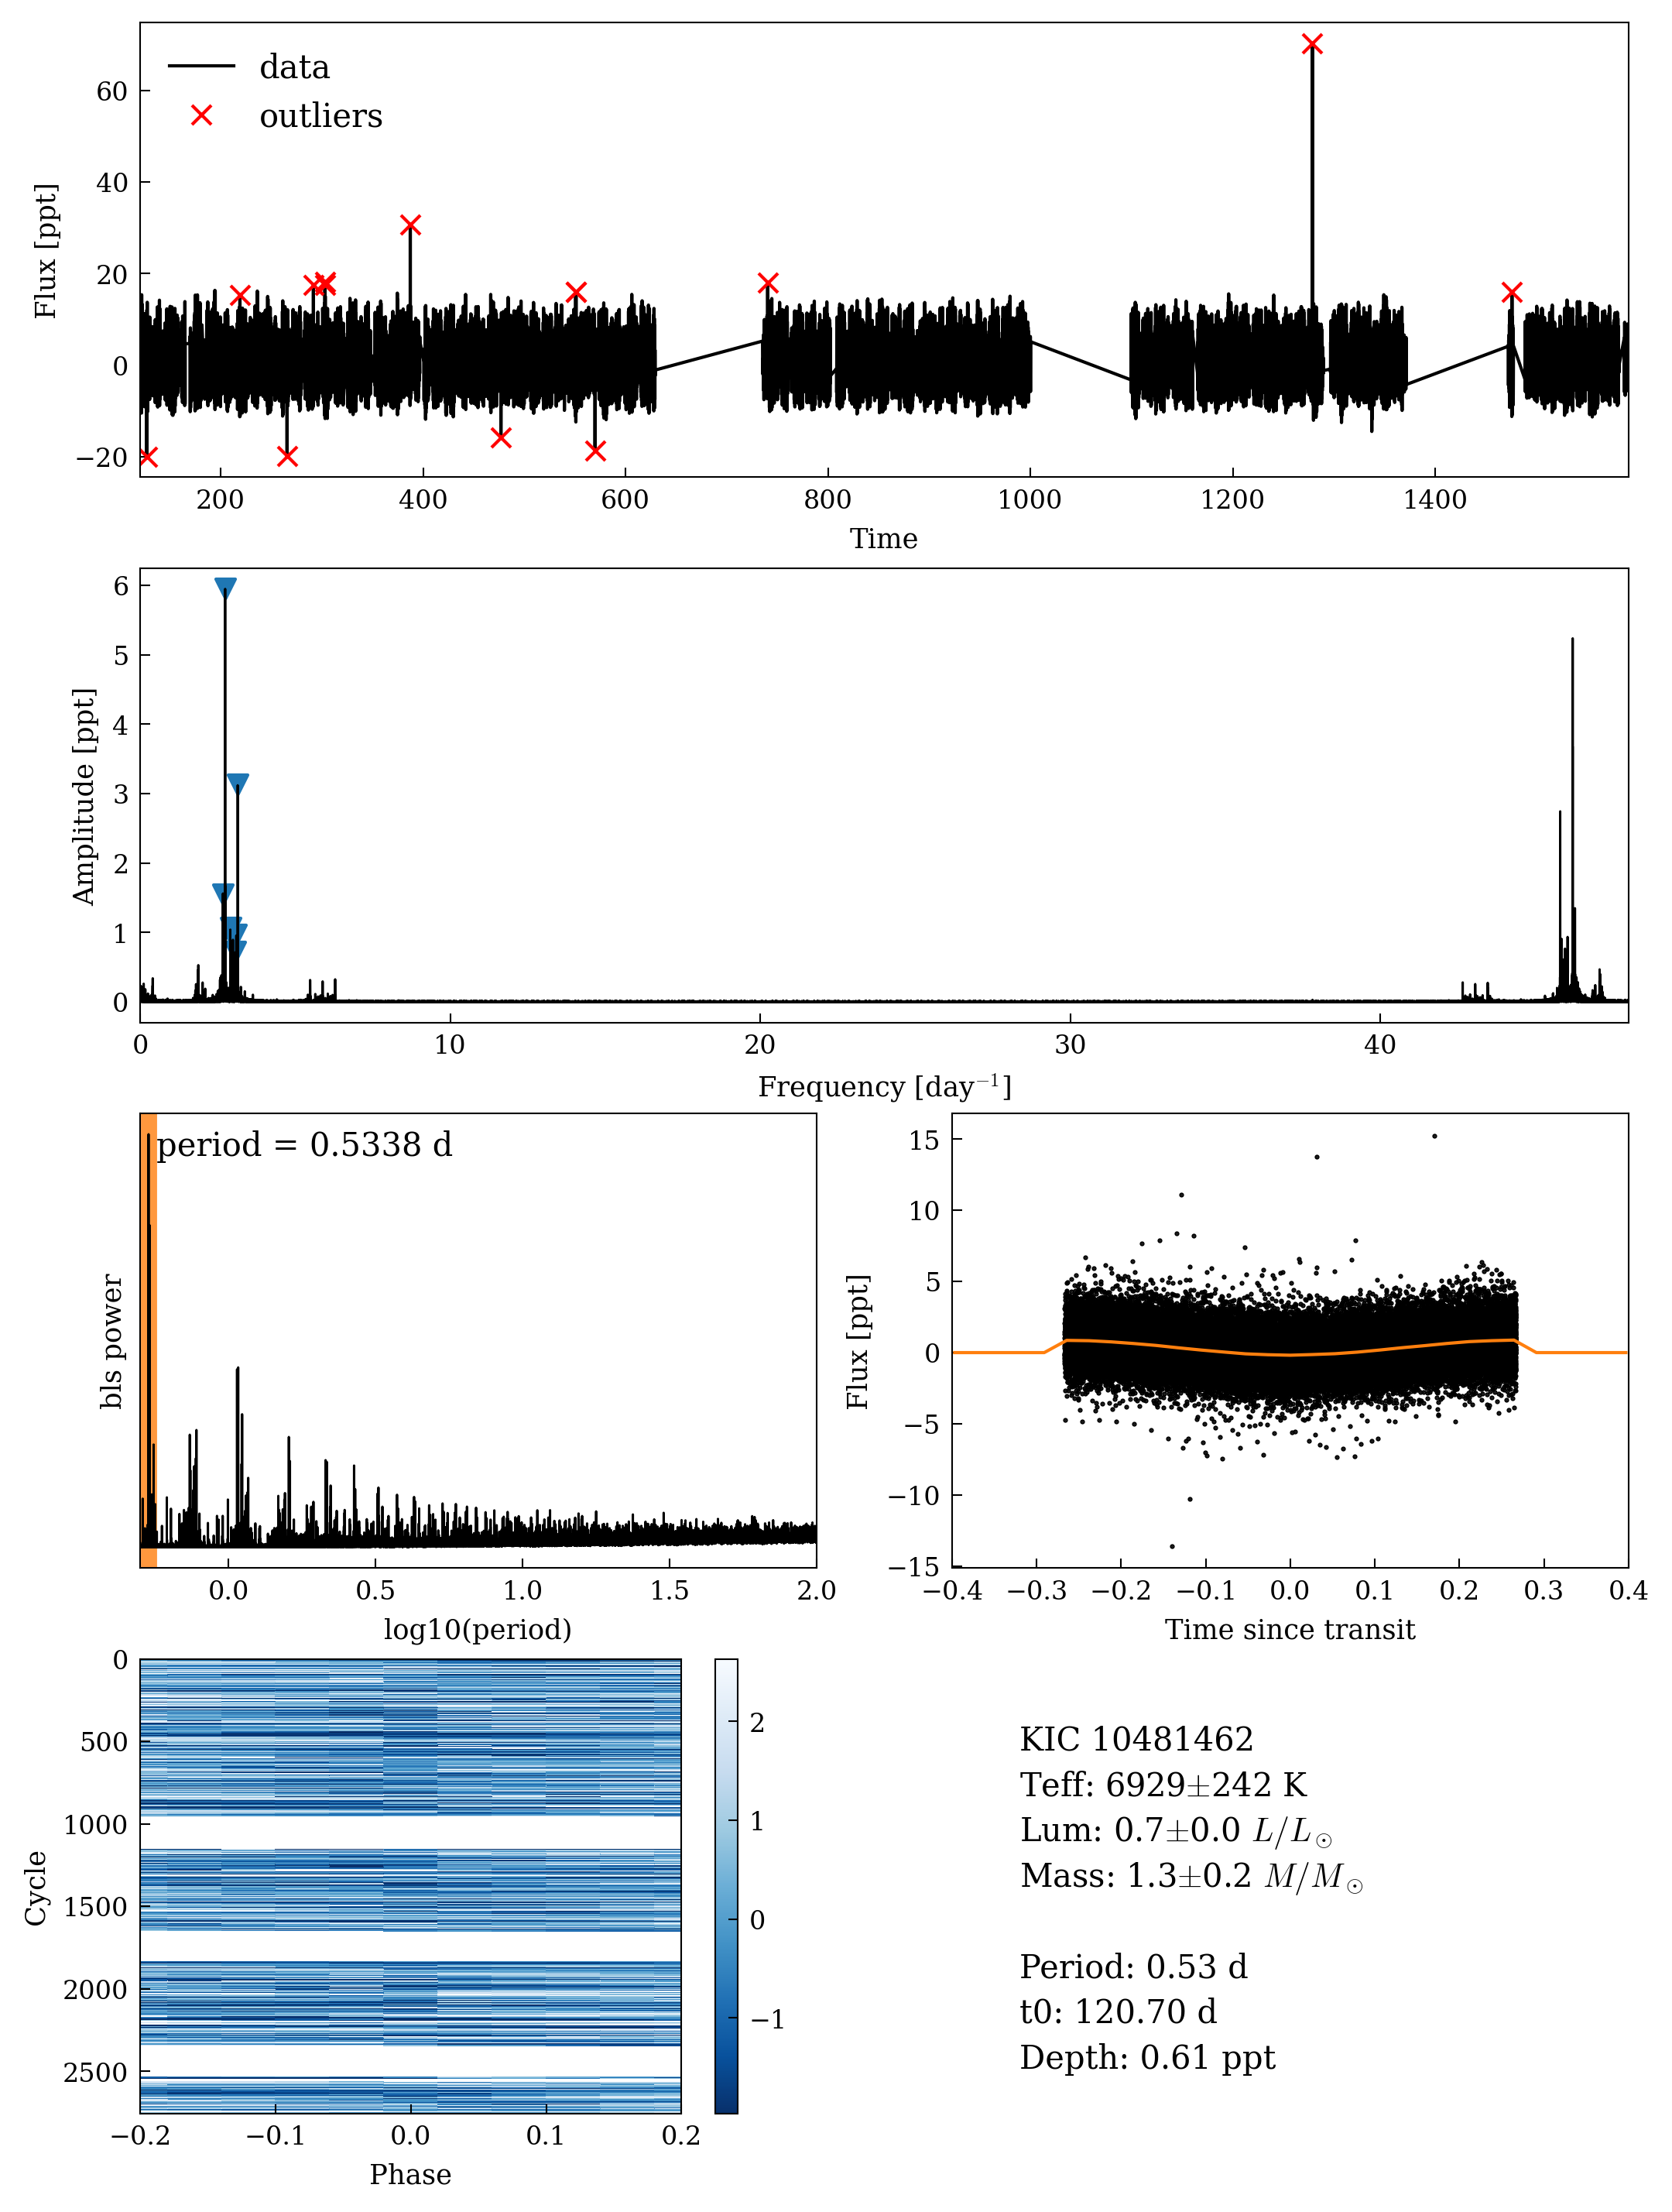 data
outliers
60
40
20
0
−20
Flux [ppt]
200 400 600 800 1000 1200 1400
Time
6
5
4
3
2
1
0
Amplitude [ppt]
0 10 20 30 40
Frequency [day⁻¹]
period = 0.5338 d
bls power
0.0 0.5 1.0 1.5 2.0
log10(period)
15
10
5
0
−5
−10
−15
Flux [ppt]
−0.4 −0.3 −0.2 −0.1 0.0 0.1 0.2 0.3 0.4
Time since transit
0
500
1000
1500
2000
2500
Cycle
−0.2 −0.1 0.0 0.1 0.2
Phase
2
1
0
−1
KIC 10481462
Teff: 6929±242 K
Lum: 0.7±0.0 L/L⊙
Mass: 1.3±0.2 M/M⊙
Period: 0.53 d
t0: 120.70 d
Depth: 0.61 ppt